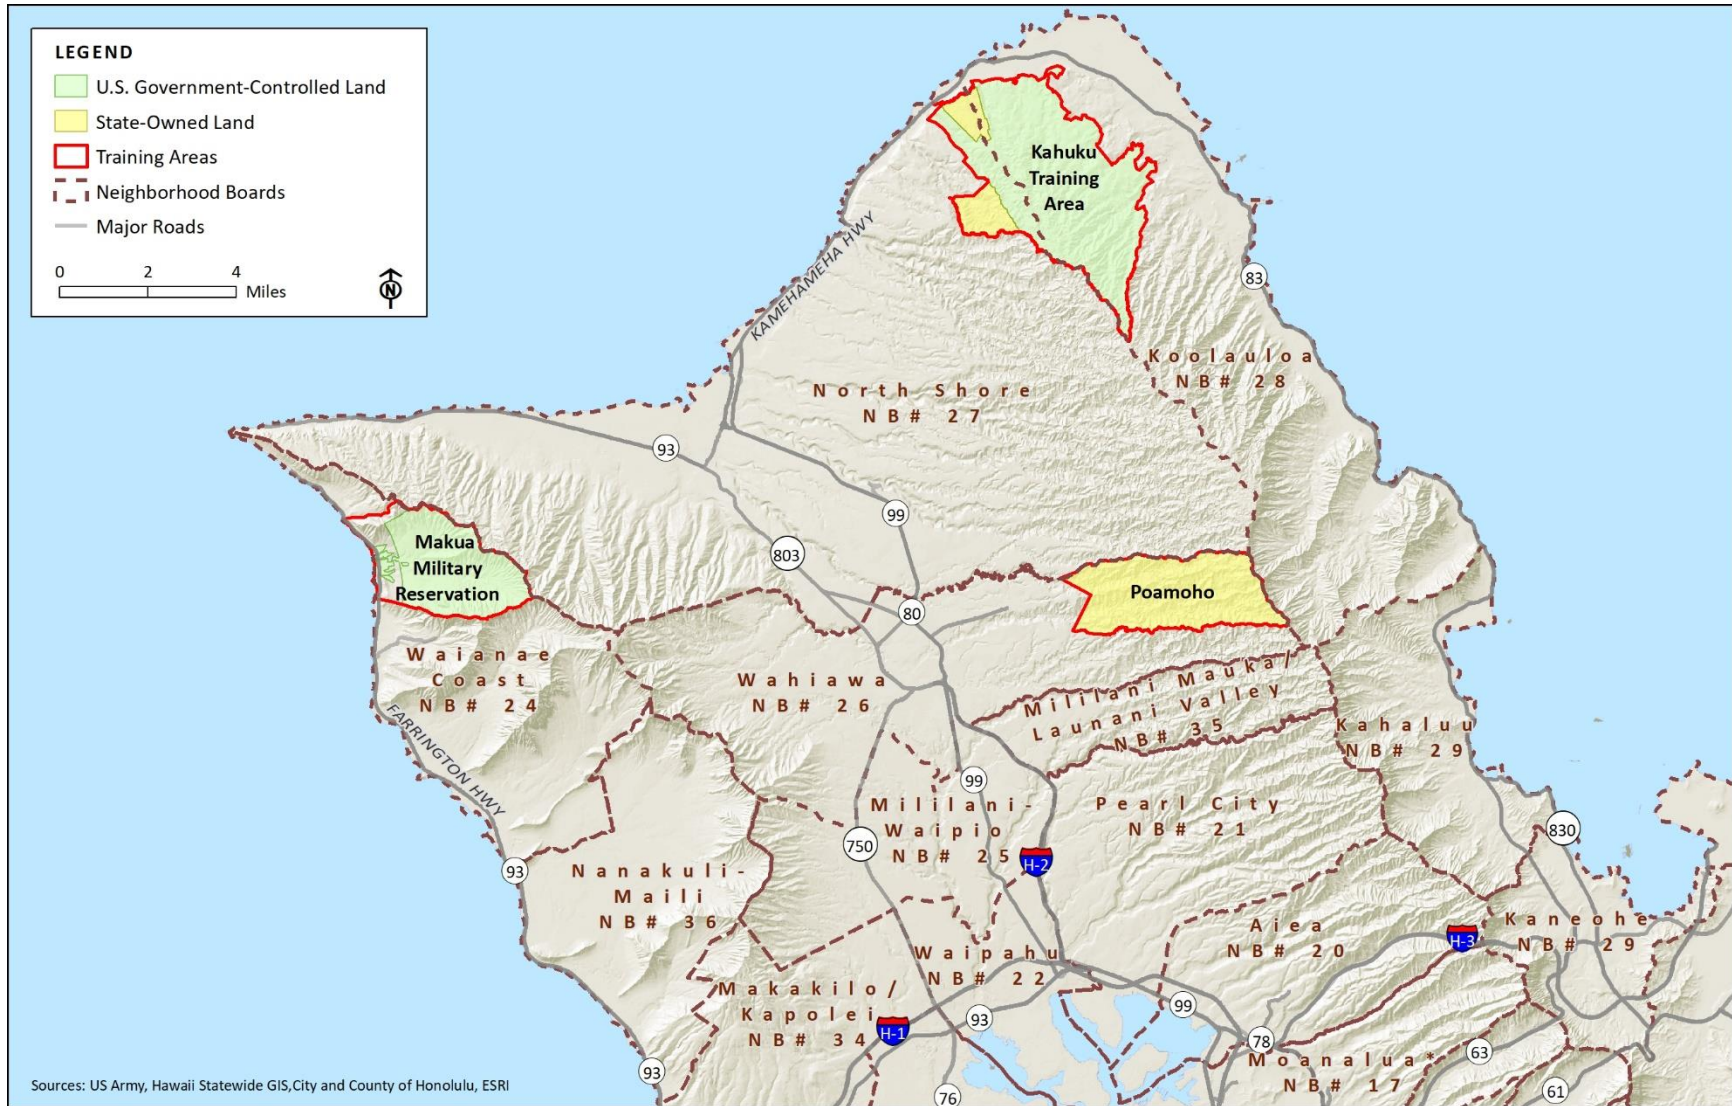 LEGEND
U.S. Government-Controlled Land
State-Owned Land
Training Areas
Neighborhood Boards
Major Roads
0 2 4
Miles
N
Kahuku
Training
Area
KAMEHAMEHA HWY
83
Koolauloa
NB# 28
North Shore
NB# 27
93
99
803
Makua
Military
Reservation
Poamoho
80
Waianae
Coast
NB# 24
FARRINGTON HWY
Wahiawa
NB# 26
Mililani Mauka/
Launani Valley
NB# 35
Kahaluu
NB# 29
99
Mililani-
Waipio
NB# 25
H-2
Pearl City
NB# 21
830
750
93
Nanakuli-
Maili
NB# 36
Aiea
NB# 20
H-3
Kaneohe
NB# 29
Waipahu
NB# 22
Makakilo/
Kapolei
NB# 34
H-1
93
99
78
63
Moanalua*
NB# 17
93
76
61
Sources: US Army, Hawaii Statewide GIS,City and County of Honolulu, ESRI